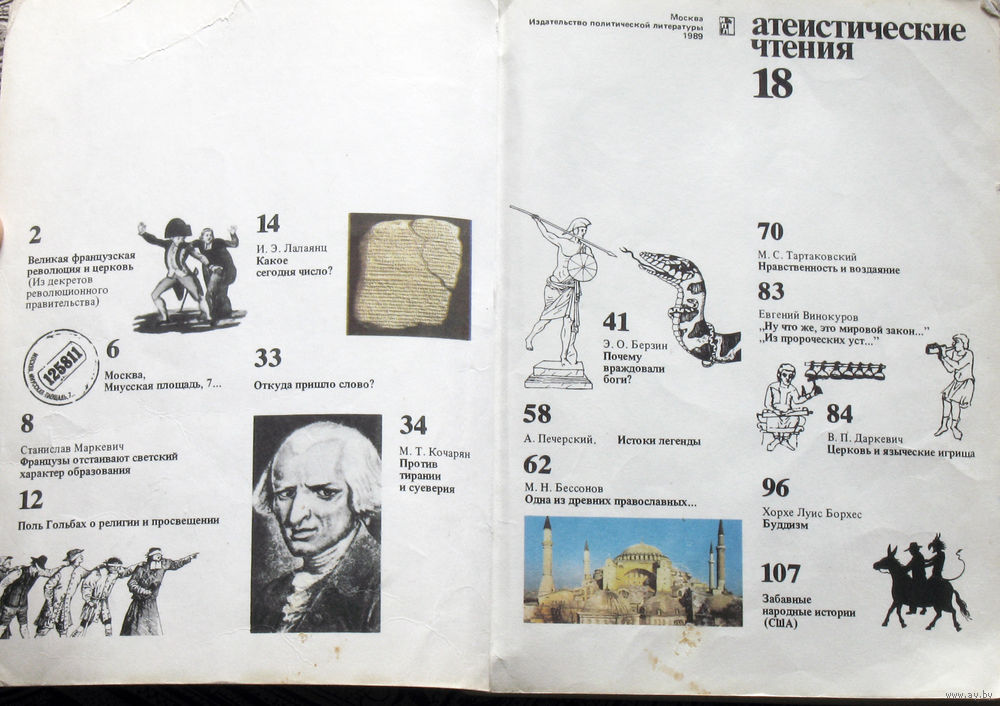 2
Великая французская
революция и церковь
(Из декретов
революционного
правительства)
14
И. Э. Лалаянц
Какое
сегодня число?
125811
6
Москва,
Миусская площадь, 7...
33
Откуда пришло слово?
8
Станислав Маркевич
Французы отстаивают светский
характер образования
12
Поль Гольбах о религии и просвещении
34
М. Т. Кочарян
Против
тирании
и суеверия
Москва
Издательство политической литературы
1989
атеистические
чтения
18
41
Э. О. Берзин
Почему
враждовали
боги?
58
А. Печерский. Истоки легенды
62
М. Н. Бессонов
Одна из древних православных...
70
М. С. Тартаковский
Нравственность и воздаяние
83
Евгений Винокуров
„Ну что же, это мировой закон...”
„Из пророческих уст...”
84
В. П. Даркевич
Церковь и языческие игрища
96
Хорхе Луис Борхес
Буддизм
107
Забавные
народные истории
(США)
www.ay.by